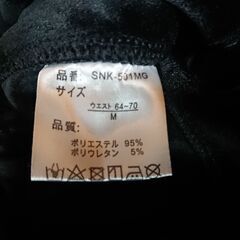 品番: SNK-501MG
サイズ
ウエスト 64-70
M
品質:
ポリエステル 95%
ポリウレタン 5%